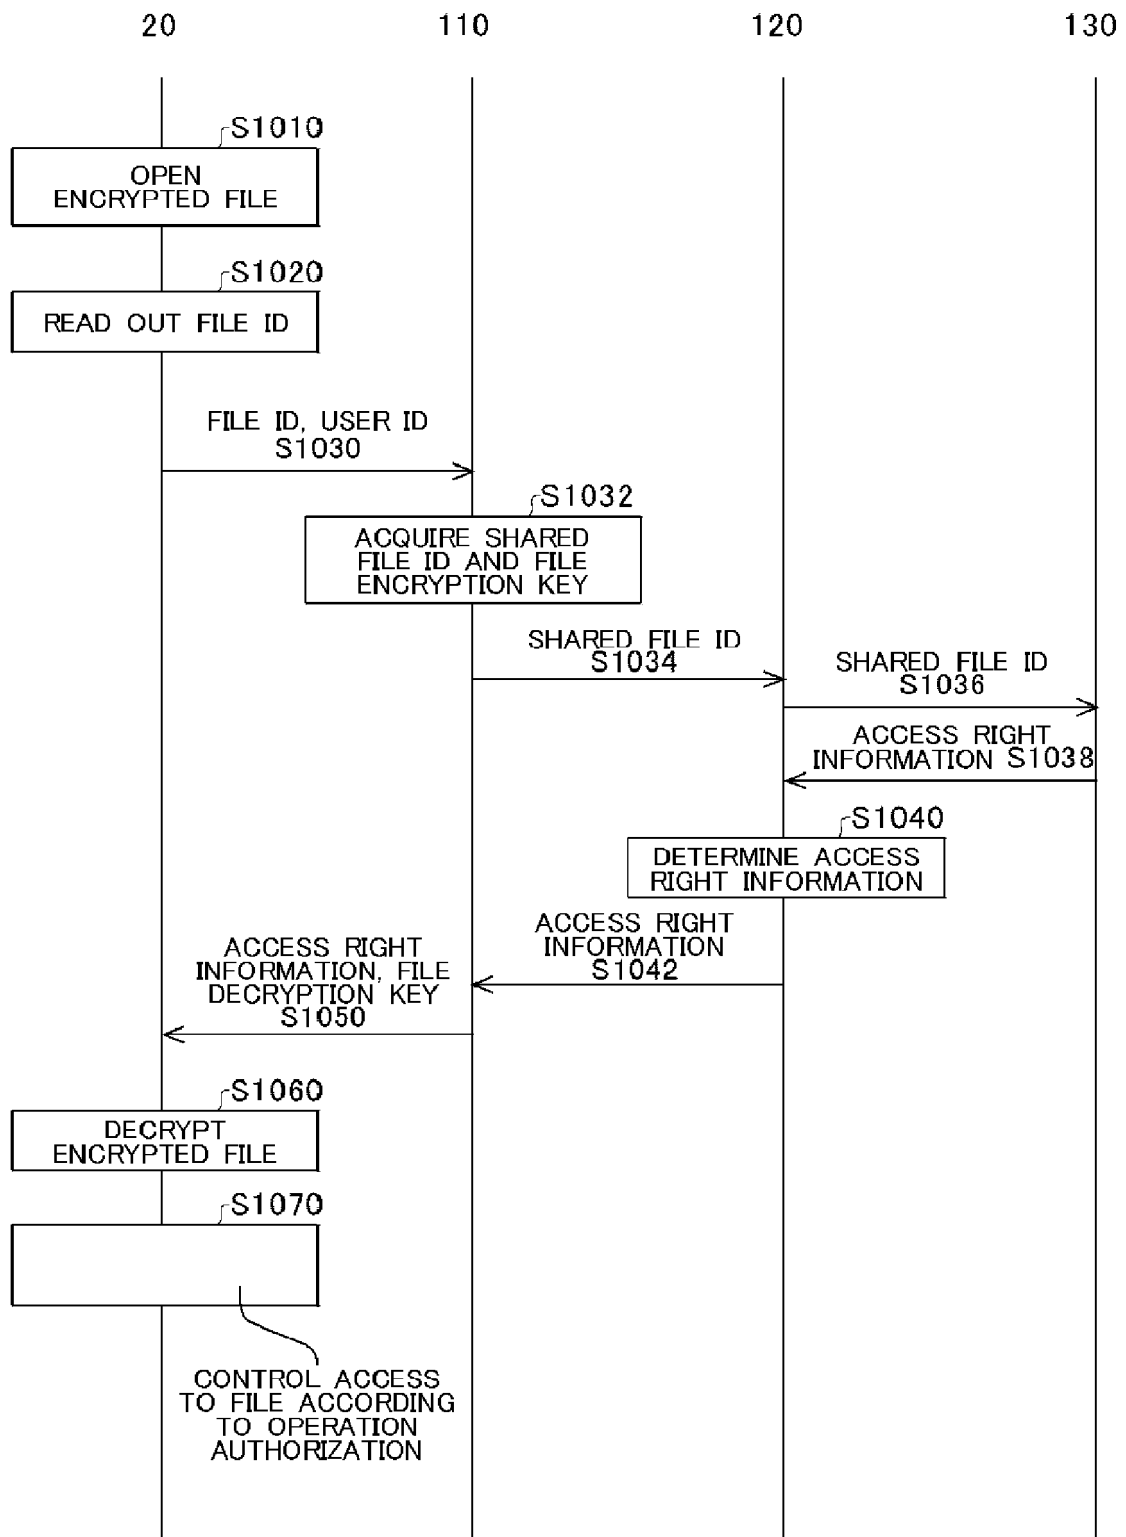 20 110 120 130
S1010
OPEN
ENCRYPTED FILE
S1020
READ OUT FILE ID
FILE ID, USER ID
S1030
S1032
ACQUIRE SHARED
FILE ID AND FILE
ENCRYPTION KEY
SHARED FILE ID
S1034
SHARED FILE ID
S1036
ACCESS RIGHT
INFORMATION S1038
S1040
DETERMINE ACCESS
RIGHT INFORMATION
ACCESS RIGHT
INFORMATION
S1042
ACCESS RIGHT
INFORMATION, FILE
DECRYPTION KEY
S1050
S1060
DECRYPT
ENCRYPTED FILE
S1070
CONTROL ACCESS
TO FILE ACCORDING
TO OPERATION
AUTHORIZATION